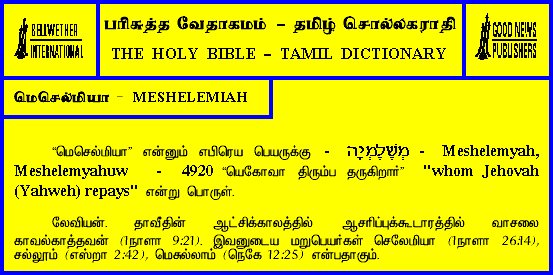 BELLWETHER
INTERNATIONAL
பரிசுத்த வேதாகமம் – தமிழ் சொல்லகராதி
THE HOLY BIBLE – TAMIL DICTIONARY
GOOD NEWS
PUBLISHERS
மெசெல்மியா - MESHELEMIAH
“மெசெல்மியா” என்னும் எபிரெய பெயருக்கு - מְשֶׁלֶמְיָה - Meshelemyah,
Meshelemyahuw - 4920 “யெகோவா திரும்ப தருகிறார்” "whom Jehovah
(Yahweh) repays" என்று பொருள்.
லேவியன். தாவீதின் ஆட்சிக்காலத்தில் ஆசரிப்புக்கூடாரத்தில் வாசலை
காவல்காத்தவன் (1நாளா 9:21). இவனுடைய மறுபெயர்கள் செலேமியா (1நாளா 26:14),
சல்லூம் (எஸ்றா 2:42), மெசுல்லாம் (நெகே 12:25) என்பதாகும்.